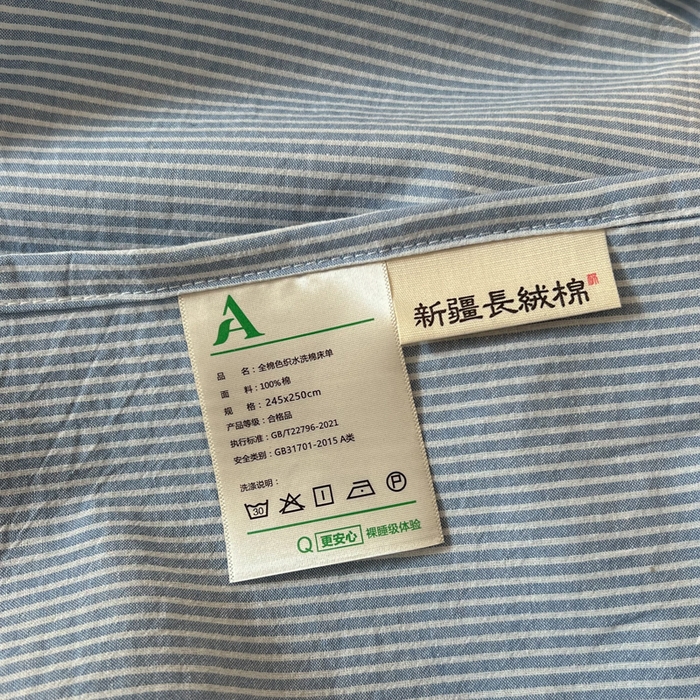 A
品 名：全棉色织水洗棉床单
面 料：100%棉
规 格：245x250cm
产品等级：合格品
执行标准：GB/T22796-2021
安全类别：GB31701-2015 A类
洗涤说明：
30 P
Q 更安心 裸睡级体验
新疆長絨棉